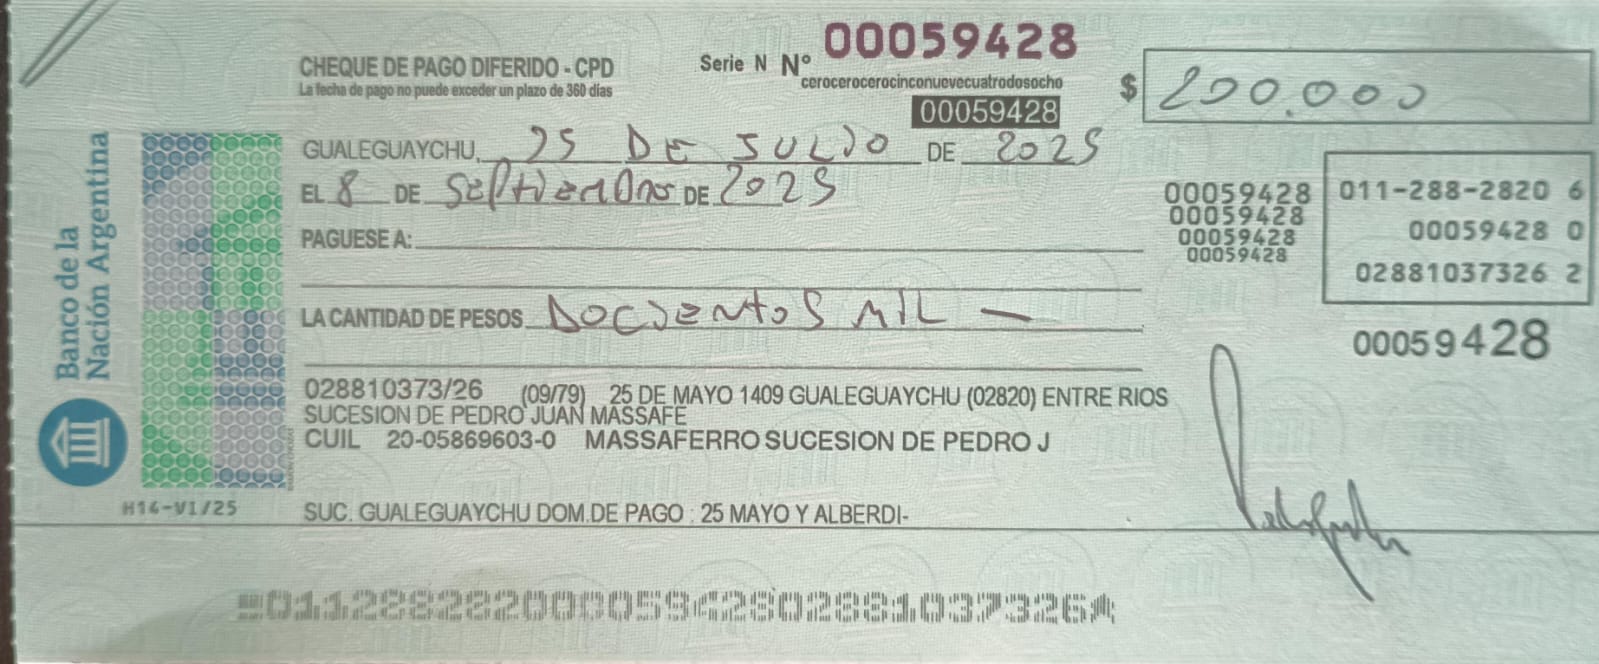 CHEQUE DE PAGO DIFERIDO - CPD
La fecha de pago no puede exceder un plazo de 360 días
Serie N Nº 00059428
cerocerocerocinconuevecuatrodosocho
00059428
$ 200.000
GUALEGUAYCHU, 25 DE JULIO DE 2025
EL 8 DE Septiembre DE 2025
PAGUESE A:
LA CANTIDAD DE PESOS DOCIENTOS MIL —
00059428
00059428
00059428
00059428
011-288-2820 6
00059428 0
02881037326 2
00059428
028810373/26 (09/79) 25 DE MAYO 1409 GUALEGUAYCHU (02820) ENTRE RIOS
SUCESION DE PEDRO JUAN MASSAFE
CUIL 20-05869603-0 MASSAFERRO SUCESION DE PEDRO J
SUC. GUALEGUAYCHU DOM.DE PAGO : 25 MAYO Y ALBERDI-
Banco de la
Nación Argentina
H14-VI/25
01128828200005942802881037326